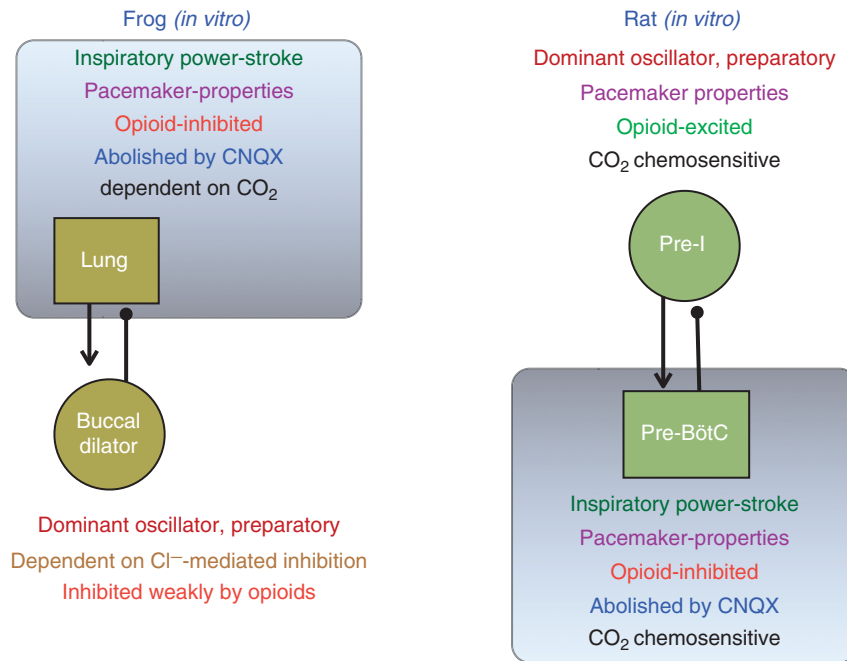 Frog (in vitro)
Inspiratory power-stroke
Pacemaker-properties
Opioid-inhibited
Abolished by CNQX
dependent on CO₂
Lung
Buccal
dilator
Dominant oscillator, preparatory
Dependent on Cl⁻-mediated inhibition
Inhibited weakly by opioids
Rat (in vitro)
Dominant oscillator, preparatory
Pacemaker properties
Opioid-excited
CO₂ chemosensitive
Pre-I
Pre-BötC
Inspiratory power-stroke
Pacemaker-properties
Opioid-inhibited
Abolished by CNQX
CO₂ chemosensitive